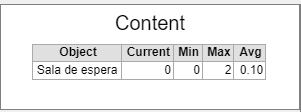 Content
Object Current Min Max Avg
Sala de espera 0 0 2 0.10